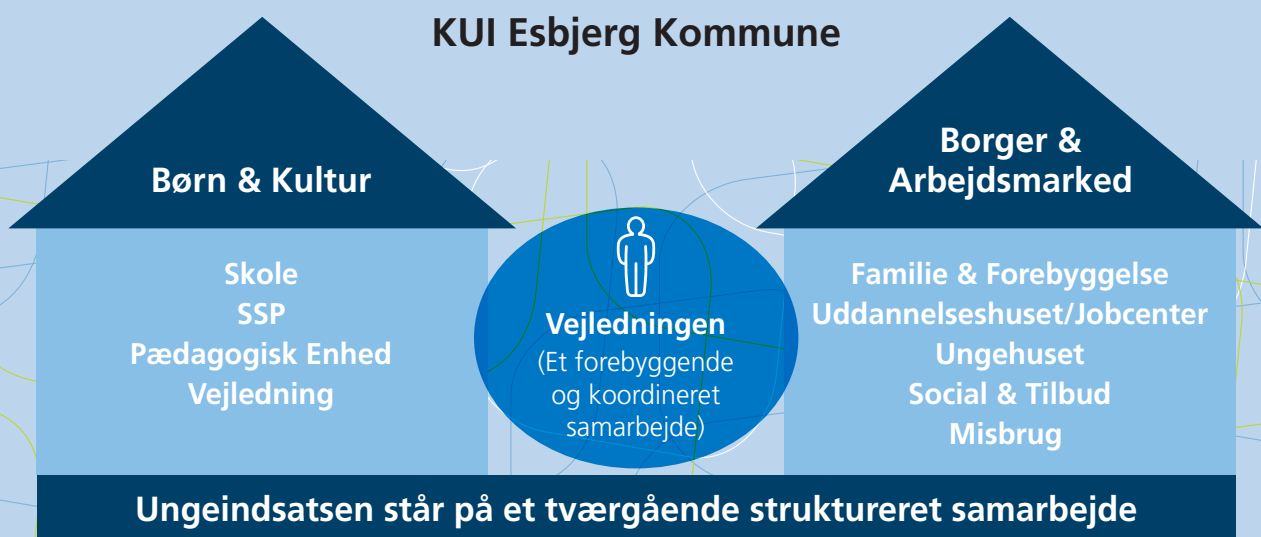 KUI Esbjerg Kommune
Børn & Kultur
Skole
SSP
Pædagogisk Enhed
Vejledning
Vejledningen
(Et forebyggende
og koordineret
samarbejde)
Borger &
Arbejdsmarked
Familie & Forebyggelse
Uddannelseshuset/Jobcenter
Ungehuset
Social & Tilbud
Misbrug
Ungeindsatsen står på et tværgående struktureret samarbejde